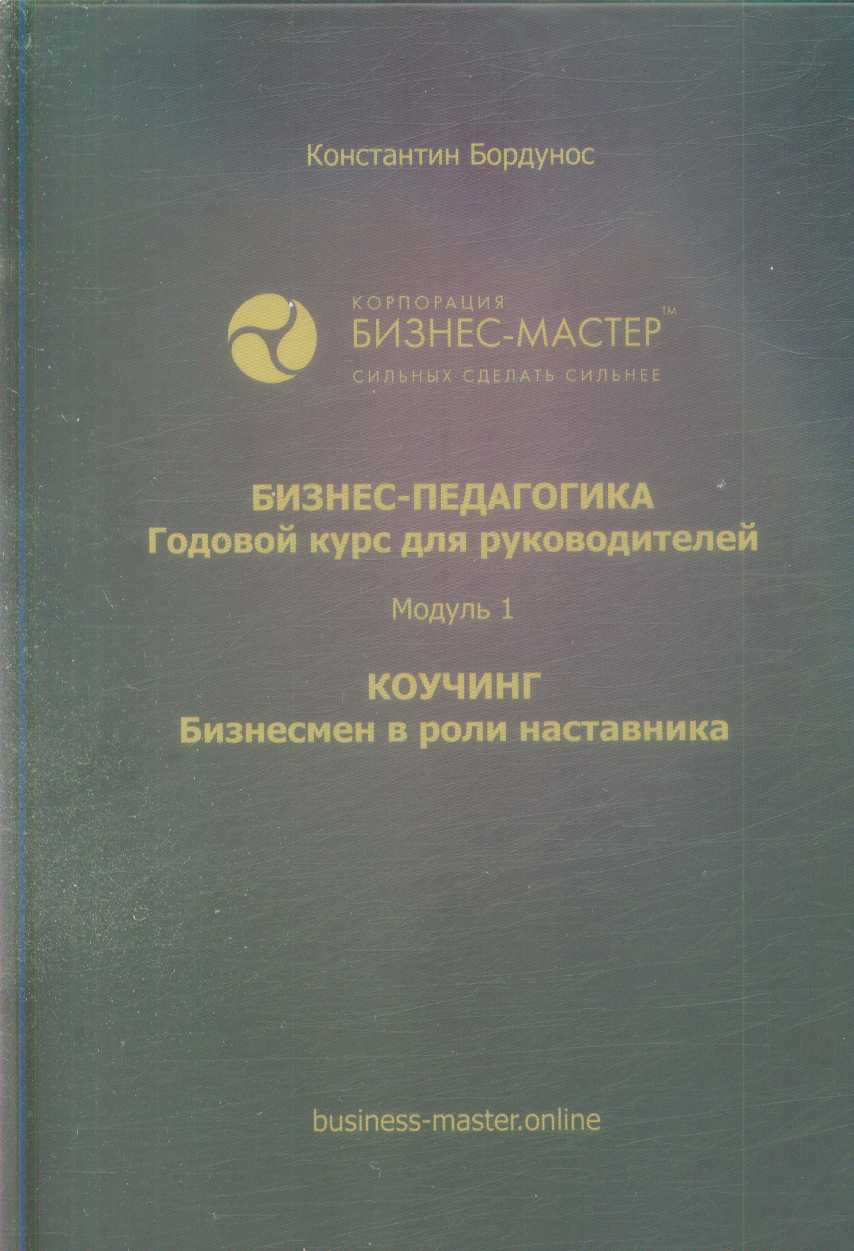 Константин Бордунос
КОРПОРАЦИЯ
БИЗНЕС-МАСТЕР™
СИЛЬНЫХ СДЕЛАТЬ СИЛЬНЕЕ
БИЗНЕС-ПЕДАГОГИКА
Годовой курс для руководителей
Модуль 1
КОУЧИНГ
Бизнесмен в роли наставника
business-master.online